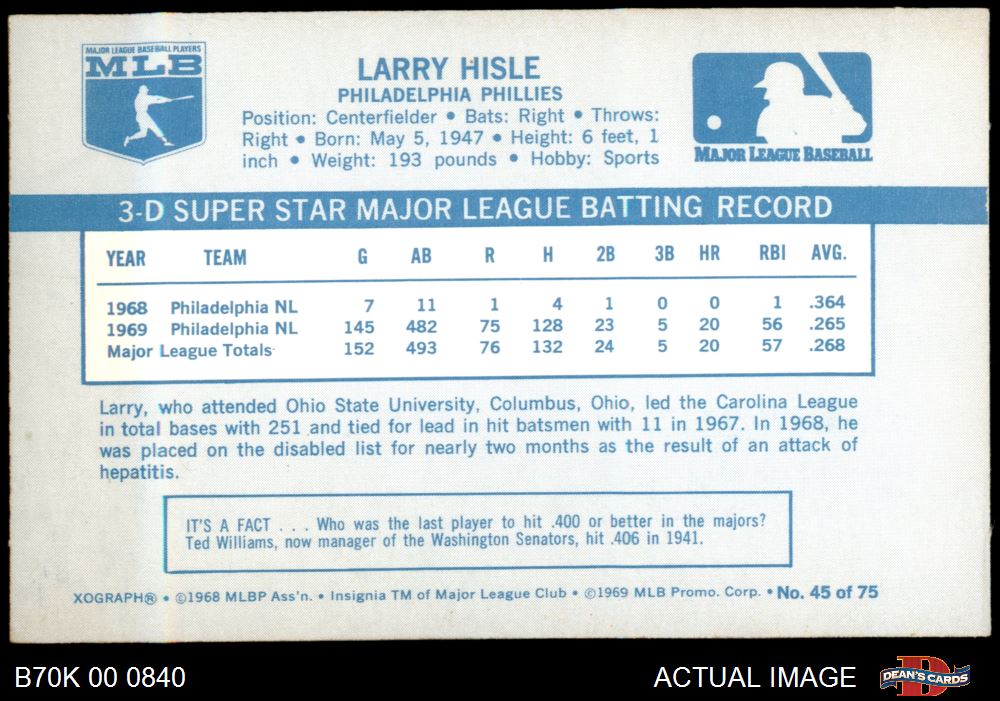 MAJOR LEAGUE BASEBALL PLAYERS
MLB
LARRY HISLE
PHILADELPHIA PHILLIES
Position: Centerfielder • Bats: Right • Throws:
Right • Born: May 5, 1947 • Height: 6 feet, 1
inch • Weight: 193 pounds • Hobby: Sports
MAJOR LEAGUE BASEBALL
3-D SUPER STAR MAJOR LEAGUE BATTING RECORD
YEAR TEAM G AB R H 2B 3B HR RBI AVG.
1968 Philadelphia NL 7 11 1 4 1 0 0 1 .364
1969 Philadelphia NL 145 482 75 128 23 5 20 56 .265
Major League Totals 152 493 76 132 24 5 20 57 .268
Larry, who attended Ohio State University, Columbus, Ohio, led the Carolina League
in total bases with 251 and tied for lead in hit batsmen with 11 in 1967. In 1968, he
was placed on the disabled list for nearly two months as the result of an attack of
hepatitis.
IT'S A FACT . . . Who was the last player to hit .400 or better in the majors?
Ted Williams, now manager of the Washington Senators, hit .406 in 1941.
XOGRAPH® • ©1968 MLBP Ass'n. • Insignia TM of Major League Club • ©1969 MLB Promo. Corp. • No. 45 of 75
B70K 00 0840
ACTUAL IMAGE
D
DEAN'S CARDS